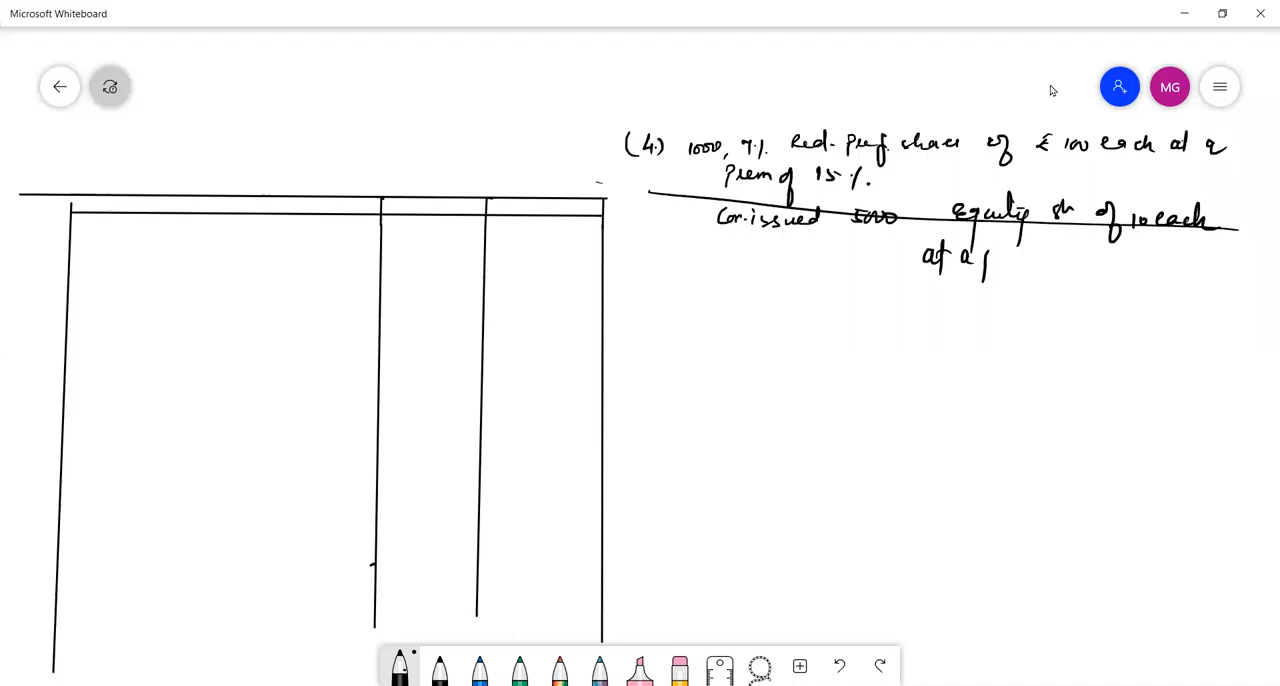 Microsoft Whiteboard
MG
(4.) 1000, 7%. Red. Pref. shares of ₹ 100 each at a
Prem of 15%.
Co. issued 5000 Equity sh of 10 each
at a